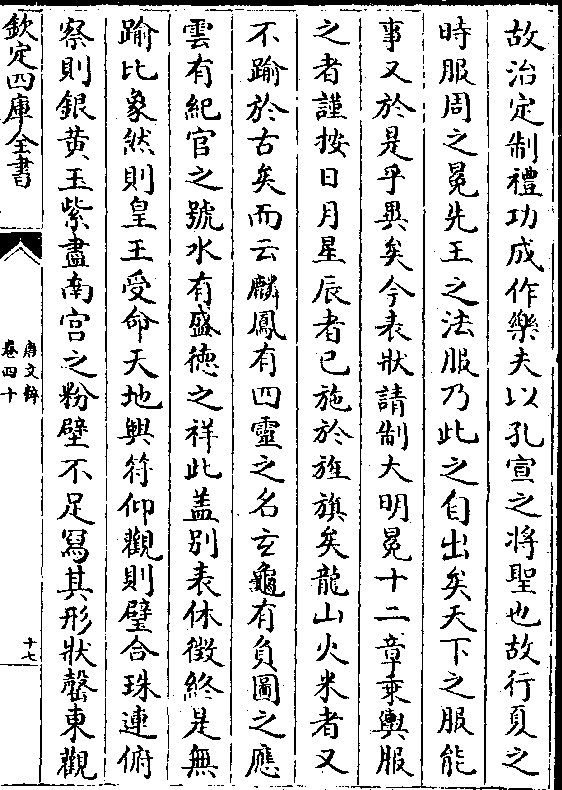 故治定制禮功成作樂夫以孔宣之將聖也故行夏之
時服周之冕先王之法服乃此之自出矣天下之服能
事又於是乎畢矣今表狀請制大明冕十二章乘輿服
之者謹按日月星辰者已施於旌旗矣龍山火米者又
不踰於古矣而云麟鳳有四靈之名玄龜有負圖之應
雲有紀官之號水有盛德之祥此蓋别表休徴終是無
踰比象然則皇王受命天地興符仰觀則璧合珠連俯
察則銀黄玉紫盡南宫之粉壁不足冩其形狀罄東觀
欽定四庫全書
唐文粹
卷四十
十七